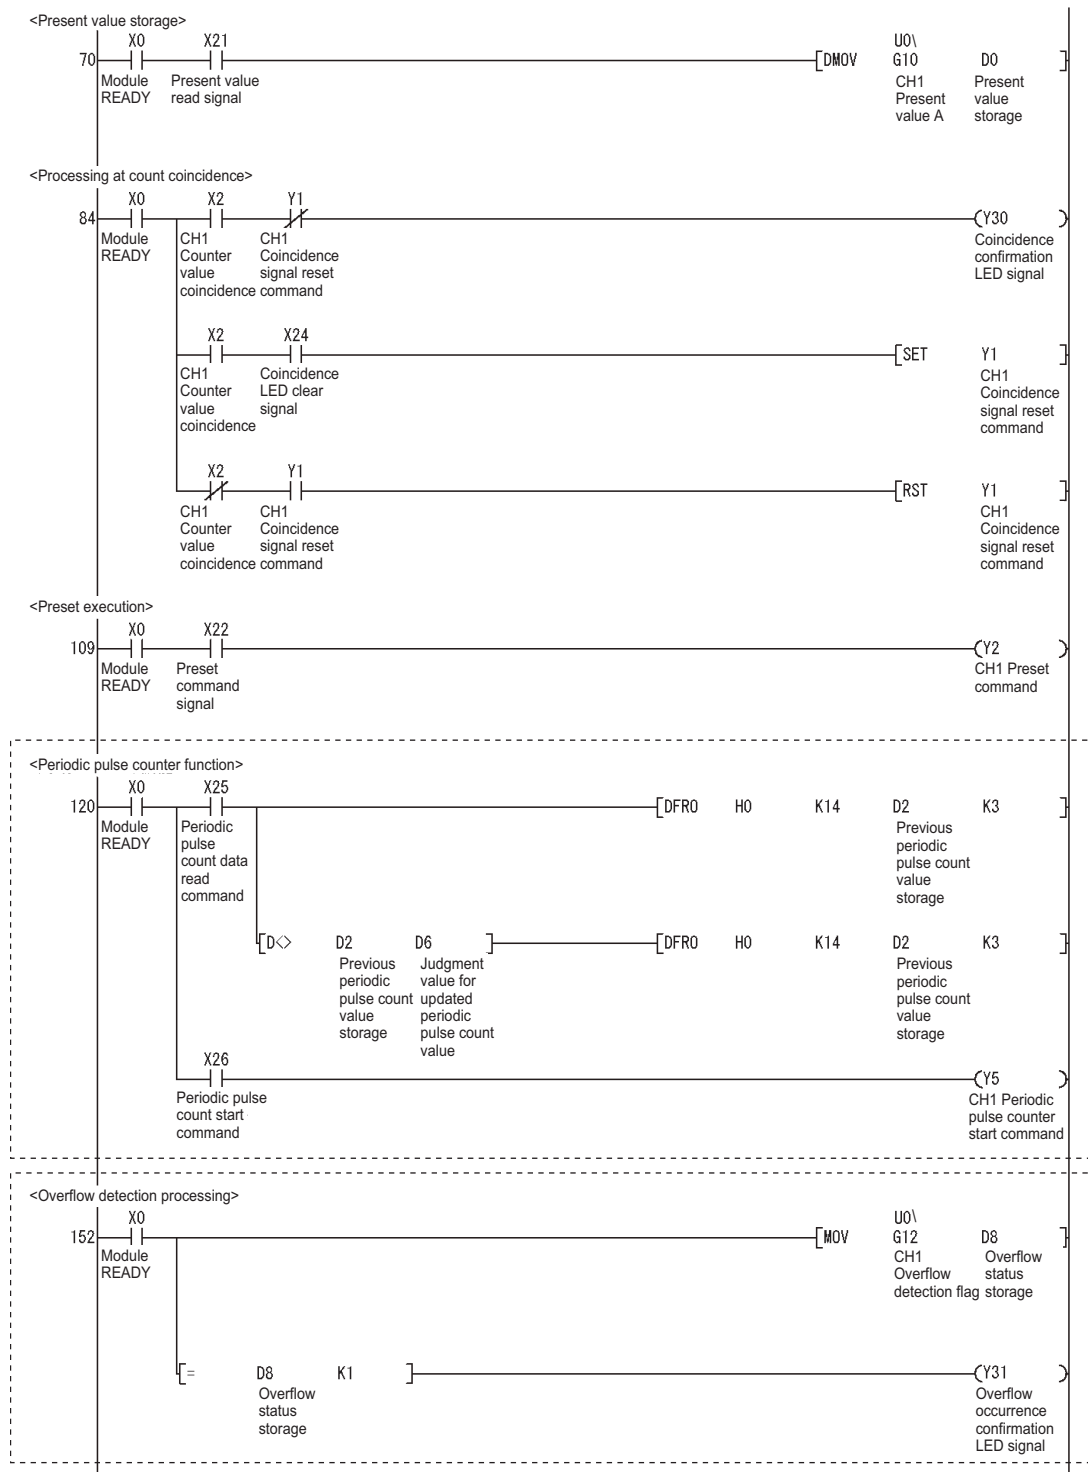 <Present value storage>
X0 X21 U0\
70 [DMOV G10 D0 ]
Module Present value CH1 Present
READY read signal Present value
value A storage
<Processing at count coincidence>
X0 X2 Y1
84 (Y30 )
Module CH1 CH1 Coincidence
READY Counter Coincidence confirmation
value signal reset LED signal
coincidence command
X2 X24
[SET Y1 ]
CH1 Coincidence CH1
Counter LED clear Coincidence
value signal signal reset
coincidence command
X2 Y1
[RST Y1 ]
CH1 CH1 CH1
Counter Coincidence Coincidence
value signal reset signal reset
coincidence command command
<Preset execution>
X0 X22
109 (Y2 )
Module Preset CH1 Preset
READY command command
signal
<Periodic pulse counter function>
X0 X25
120 [DFRO H0 K14 D2 K3 ]
Module Periodic Previous
READY pulse periodic
count data pulse count
read value
command storage
[D<> D2 D6 ] [DFRO H0 K14 D2 K3 ]
Previous Judgment Previous
periodic value for periodic
pulse count updated pulse count
value periodic value
storage pulse count storage
value
X26
(Y5 )
Periodic pulse CH1 Periodic
count start pulse counter
command start command
<Overflow detection processing>
X0 U0\
152 [MOV G12 D8 ]
Module CH1 Overflow
READY Overflow status
detection flag storage
[= D8 K1 ] (Y31 )
Overflow Overflow
status occurrence
storage confirmation
LED signal